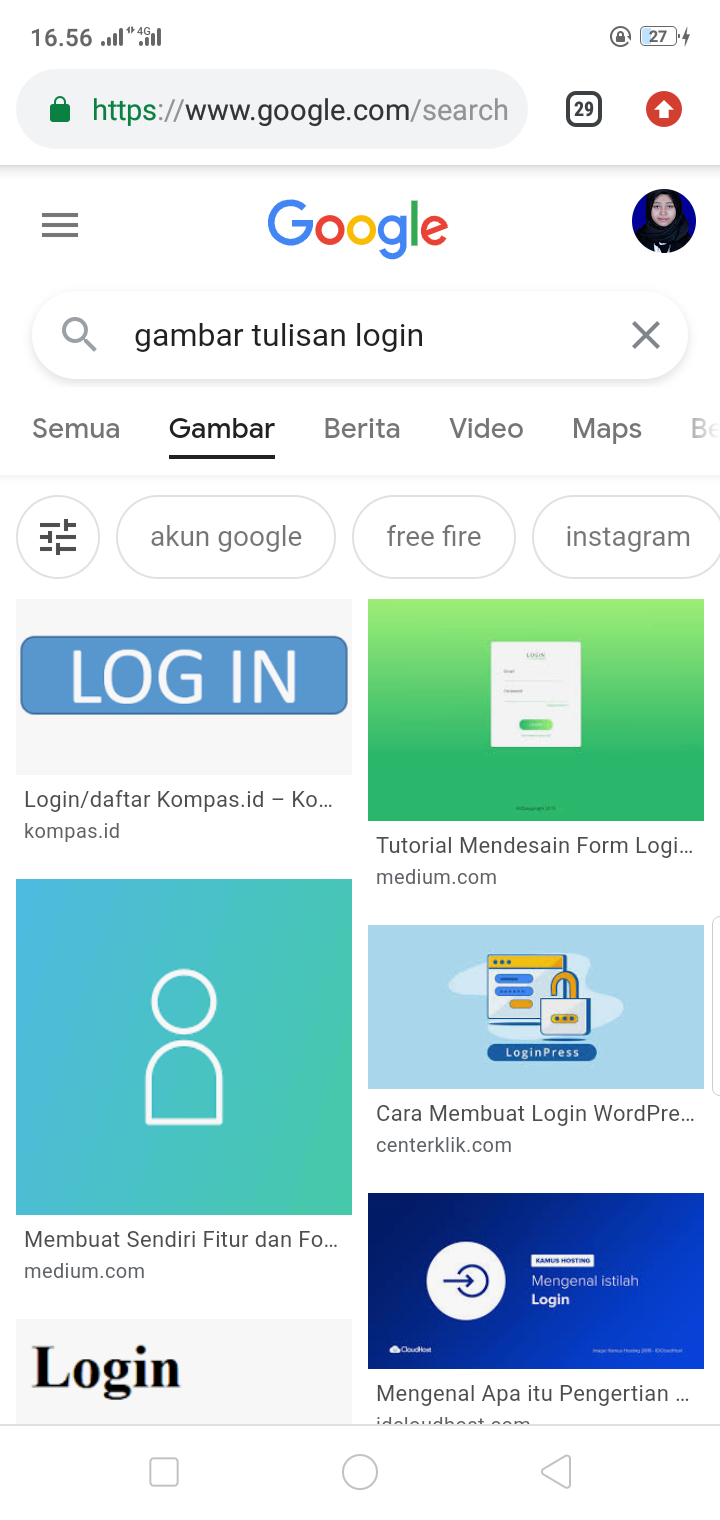 16.56
4G
27
https://www.google.com/search
29
Google
gambar tulisan login
Semua
Gambar
Berita
Video
Maps
Be
akun google
free fire
instagram
LOG IN
Login/daftar Kompas.id – Ko...
kompas.id
LOGIN
Email
Password
Tutorial Mendesain Form Logi...
medium.com
LoginPress
Cara Membuat Login WordPre...
centerklik.com
Membuat Sendiri Fitur dan Fo...
medium.com
KAMUS HOSTING
Mengenal istilah
Login
CloudHost
Mengenal Apa itu Pengertian ...
idcloudhost.com
Login